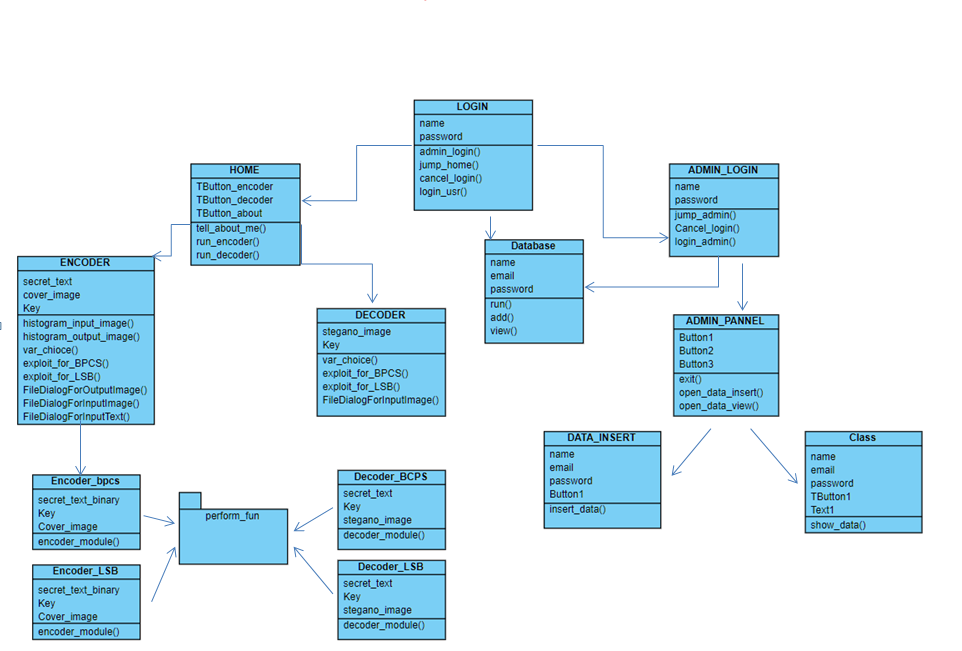 LOGIN
name
password
admin_login()
jump_home()
cancel_login()
login_usr()
HOME
TButton_encoder
TButton_decoder
TButton_about
tell_about_me()
run_encoder()
run_decoder()
ADMIN_LOGIN
name
password
jump_admin()
Cancel_login()
login_admin()
Database
name
email
password
run()
add()
view()
ENCODER
secret_text
cover_image
Key
histogram_input_image()
histogram_output_image()
var_chioce()
exploit_for_BPCS()
exploit_for_LSB()
FileDialogForOutputImage()
FileDialogForInputImage()
FileDialogForInputText()
DECODER
stegano_image
Key
var_choice()
exploit_for_BPCS()
exploit_for_LSB()
FileDialogForInputImage()
ADMIN_PANNEL
Button1
Button2
Button3
exit()
open_data_insert()
open_data_view()
DATA_INSERT
name
email
password
Button1
insert_data()
Class
name
email
password
TButton1
Text1
show_data()
Encoder_bpcs
secret_text_binary
Key
Cover_image
encoder_module()
perform_fun
Decoder_BCPS
secret_text
Key
stegano_image
decoder_module()
Encoder_LSB
secret_text_binary
Key
Cover_image
encoder_module()
Decoder_LSB
secret_text
Key
stegano_image
decoder_module()